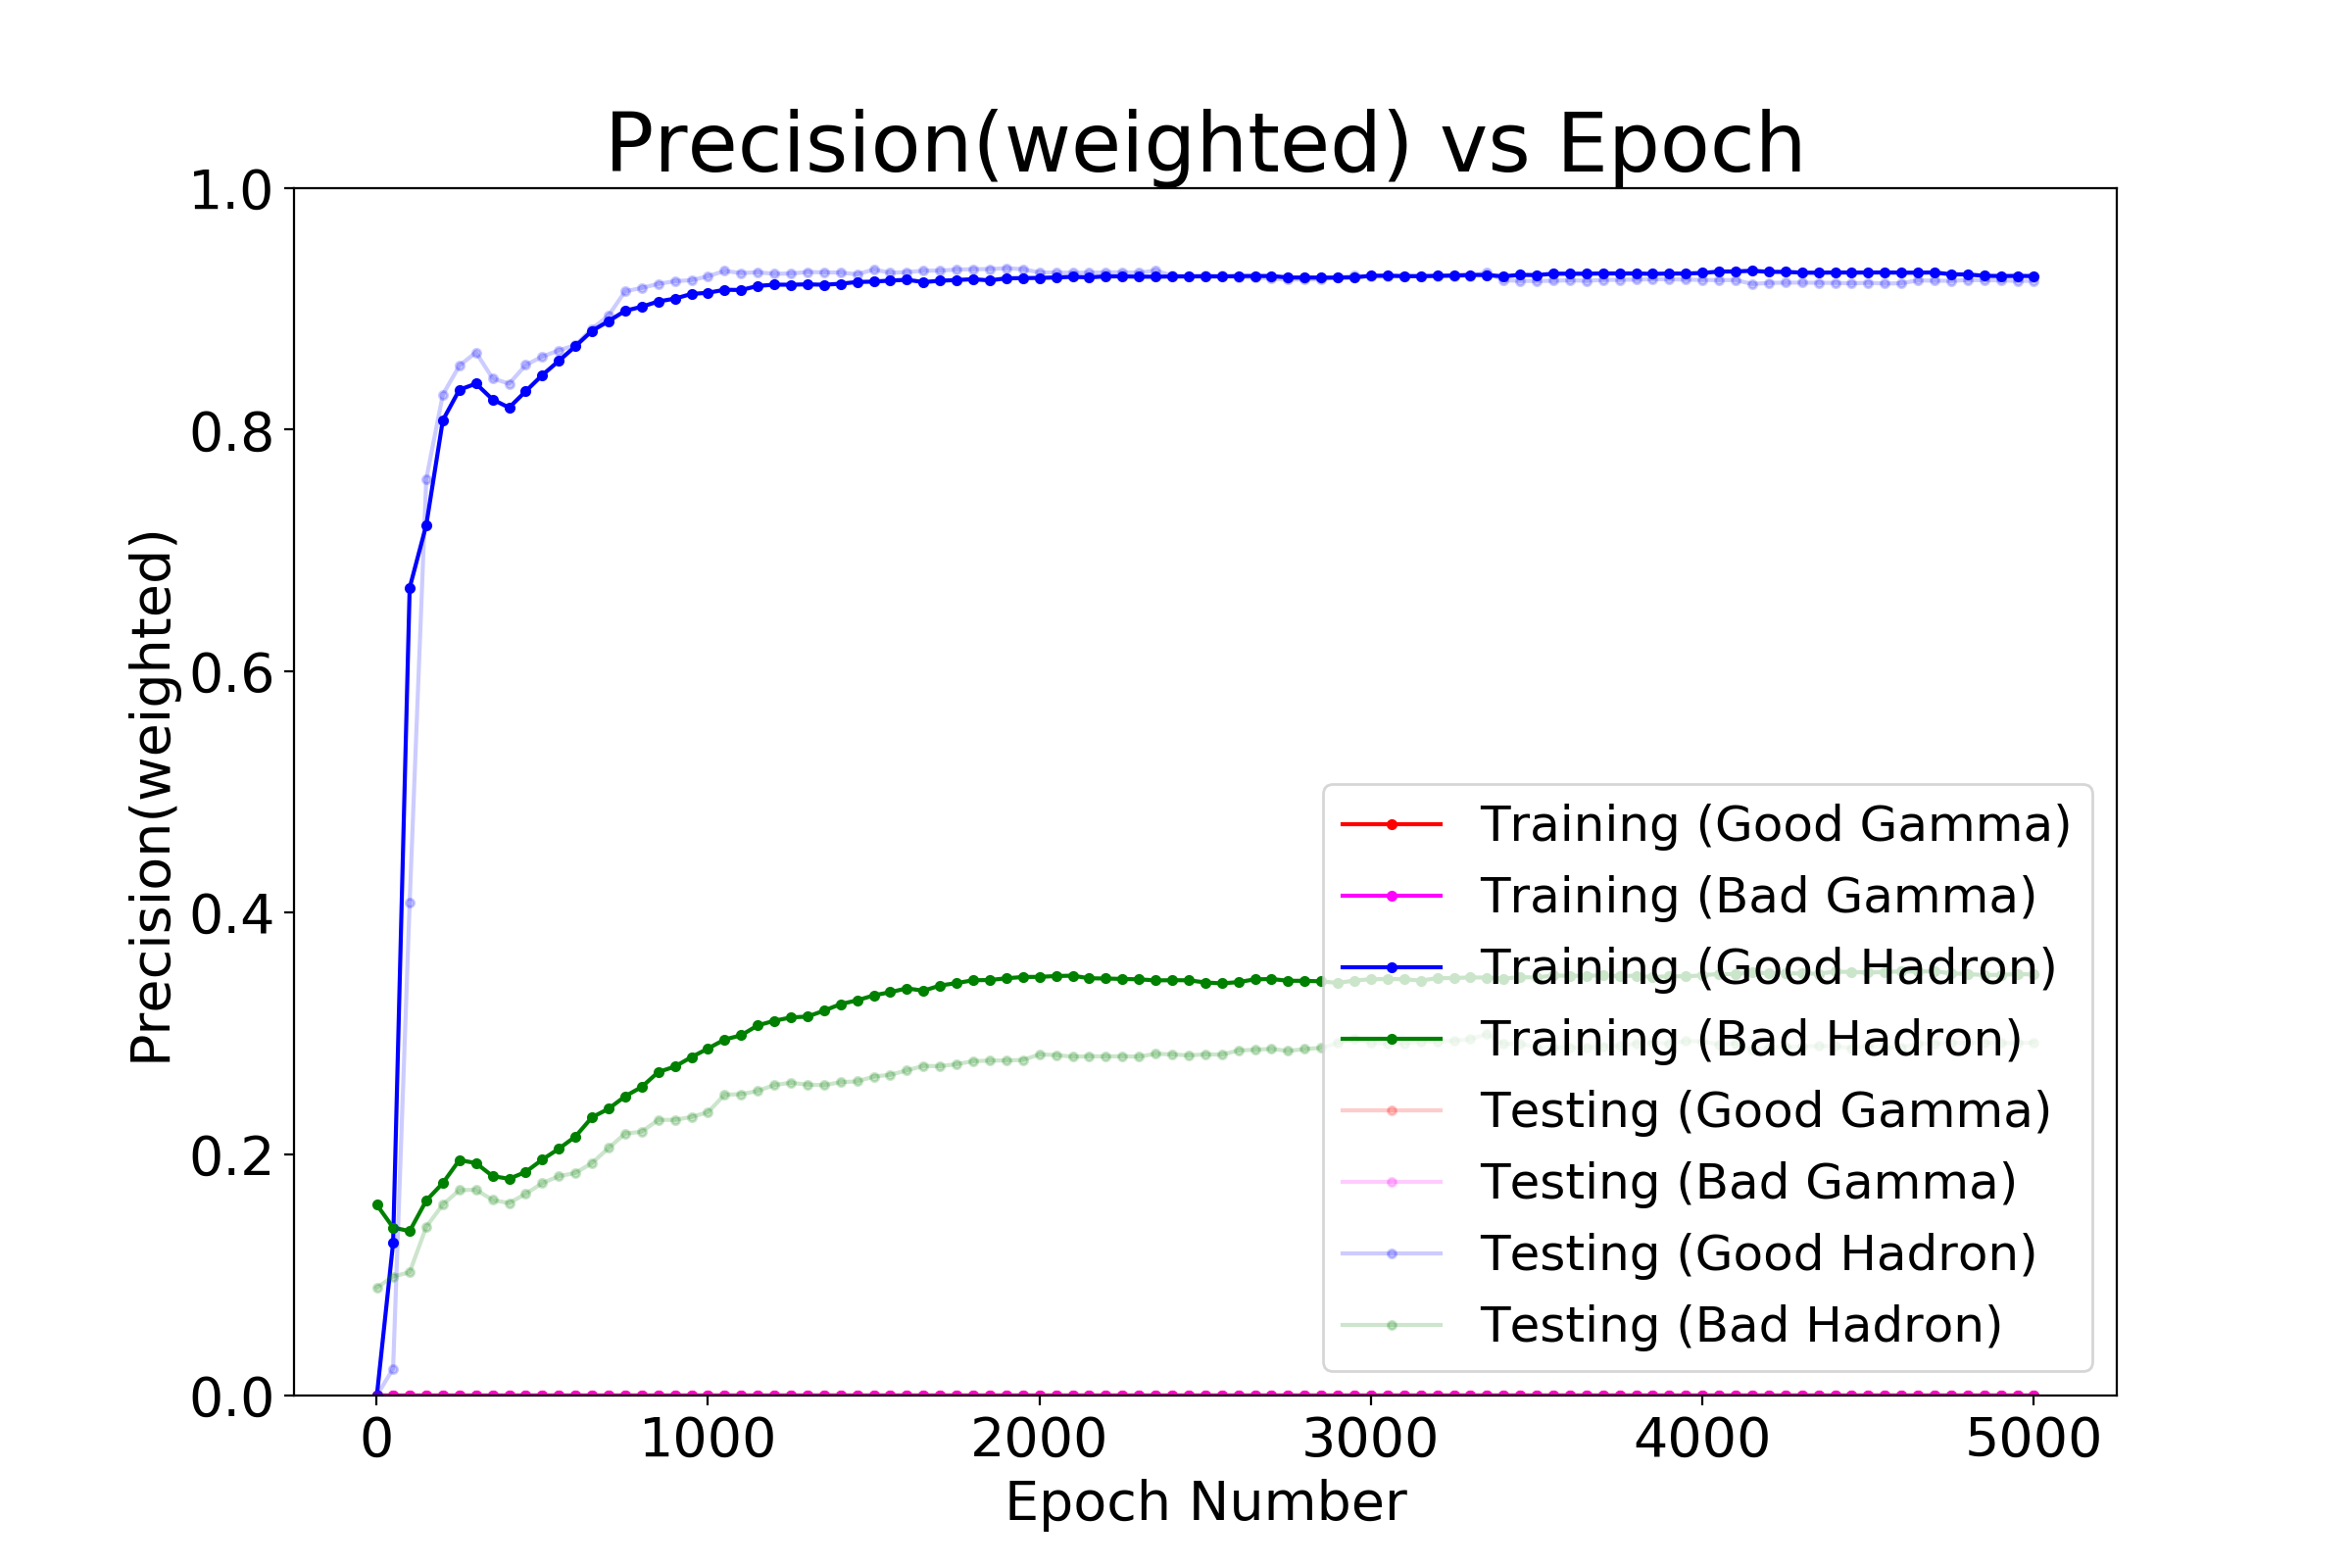 Precision(weighted) vs Epoch
1.0
0.8
0.6
0.4
0.2
0.0
Precision(weighted)
Training (Good Gamma)
Training (Bad Gamma)
Training (Good Hadron)
Training (Bad Hadron)
Testing (Good Gamma)
Testing (Bad Gamma)
Testing (Good Hadron)
Testing (Bad Hadron)
0 1000 2000 3000 4000 5000
Epoch Number